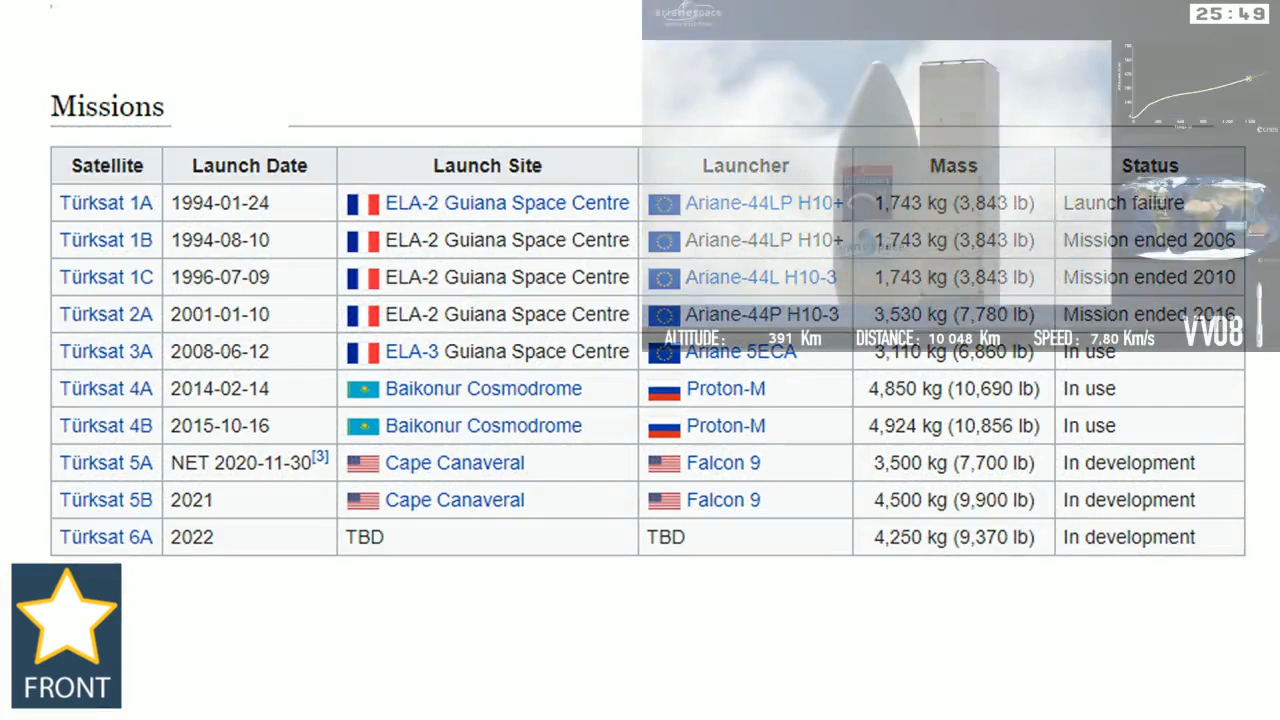 arianespace
25:49
Missions
Satellite Launch Date Launch Site Launcher Mass Status
Türksat 1A 1994-01-24 ELA-2 Guiana Space Centre Ariane-44LP H10+ 1,743 kg (3,843 lb) Launch failure
Türksat 1B 1994-08-10 ELA-2 Guiana Space Centre Ariane-44LP H10+ 1,743 kg (3,843 lb) Mission ended 2006
Türksat 1C 1996-07-09 ELA-2 Guiana Space Centre Ariane-44L H10-3 1,743 kg (3,843 lb) Mission ended 2010
Türksat 2A 2001-01-10 ELA-2 Guiana Space Centre Ariane-44P H10-3 3,530 kg (7,780 lb) Mission ended 2016
ALTITUDE: 391 Km DISTANCE: 10 048 Km SPEED: 7,80 Km/s VV08
Türksat 3A 2008-06-12 ELA-3 Guiana Space Centre Ariane 5ECA 3,110 kg (6,860 lb) In use
Türksat 4A 2014-02-14 Baikonur Cosmodrome Proton-M 4,850 kg (10,690 lb) In use
Türksat 4B 2015-10-16 Baikonur Cosmodrome Proton-M 4,924 kg (10,856 lb) In use
Türksat 5A NET 2020-11-30[3] Cape Canaveral Falcon 9 3,500 kg (7,700 lb) In development
Türksat 5B 2021 Cape Canaveral Falcon 9 4,500 kg (9,900 lb) In development
Türksat 6A 2022 TBD TBD 4,250 kg (9,370 lb) In development
FRONT